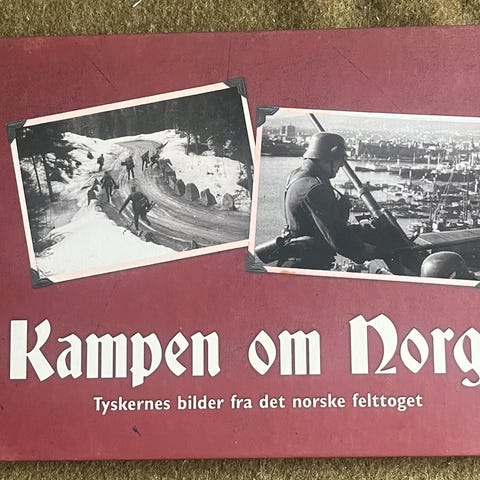 Kampen om Norg
Tyskernes bilder fra det norske felttoget